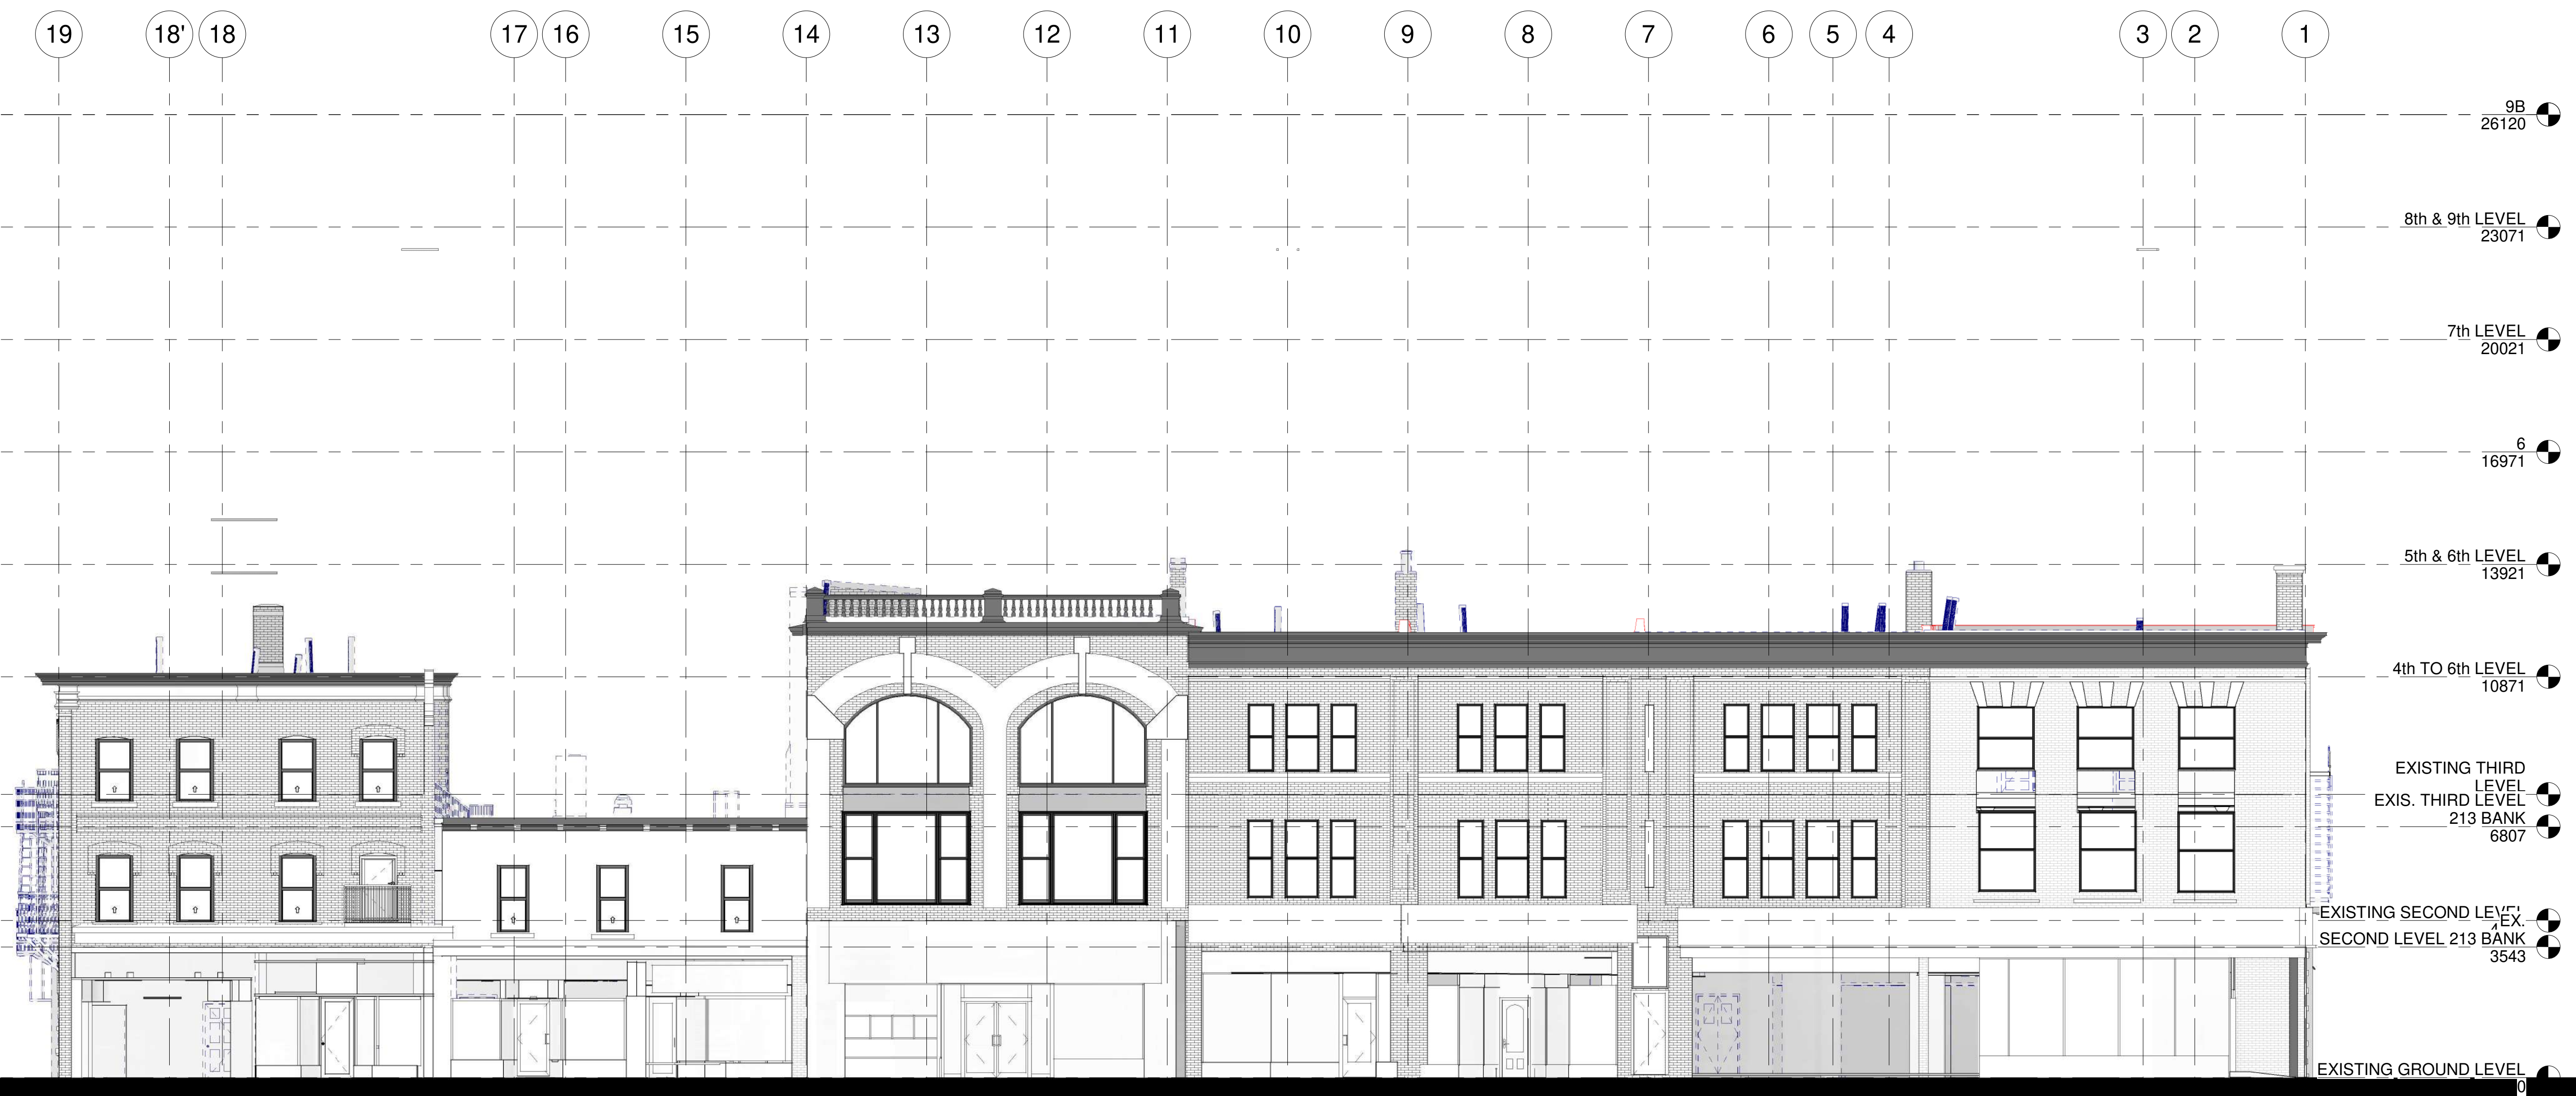 19 18' 18 17 16 15 14 13 12 11 10 9 8 7 6 5 4 3 2 1
9B
26120
8th & 9th LEVEL
23071
7th LEVEL
20021
6
16971
5th & 6th LEVEL
13921
4th TO 6th LEVEL
10871
EXISTING THIRD
LEVEL
EXIS. THIRD LEVEL
213 BANK
6807
EXISTING SECOND LEVEL
EX.
SECOND LEVEL 213 BANK
3543
EXISTING GROUND LEVEL
0